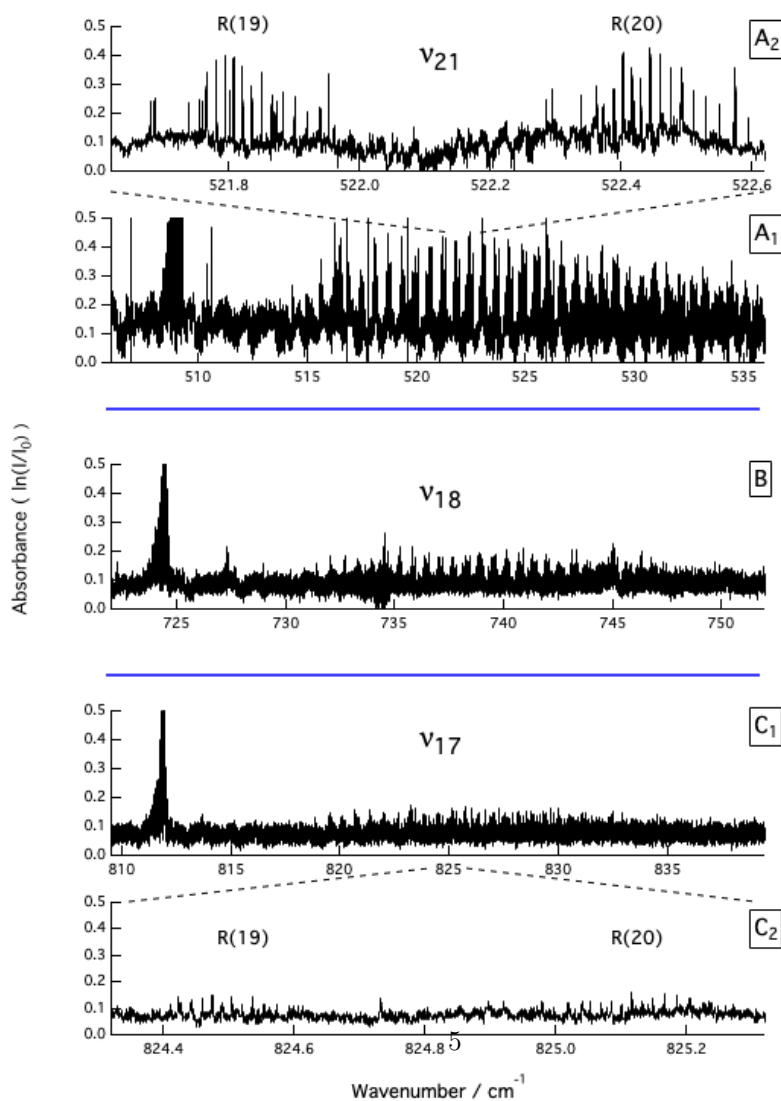 0.5
R(19) R(20) A2
0.4
ν21
0.3
0.2
0.1
0.0
521.8 522.0 522.2 522.4 522.6
0.5
A1
0.4
0.3
0.2
0.1
0.0
510 515 520 525 530 535
Absorbance ( ln(I/I0) )
0.5
B
0.4
ν18
0.3
0.2
0.1
0.0
725 730 735 740 745 750
0.5
C1
0.4
ν17
0.3
0.2
0.1
0.0
810 815 820 825 830 835
0.5
C2
0.4
R(19) R(20)
0.3
0.2
0.1
0.0
824.4 824.6 824.8 825.0 825.2
5
Wavenumber / cm-1